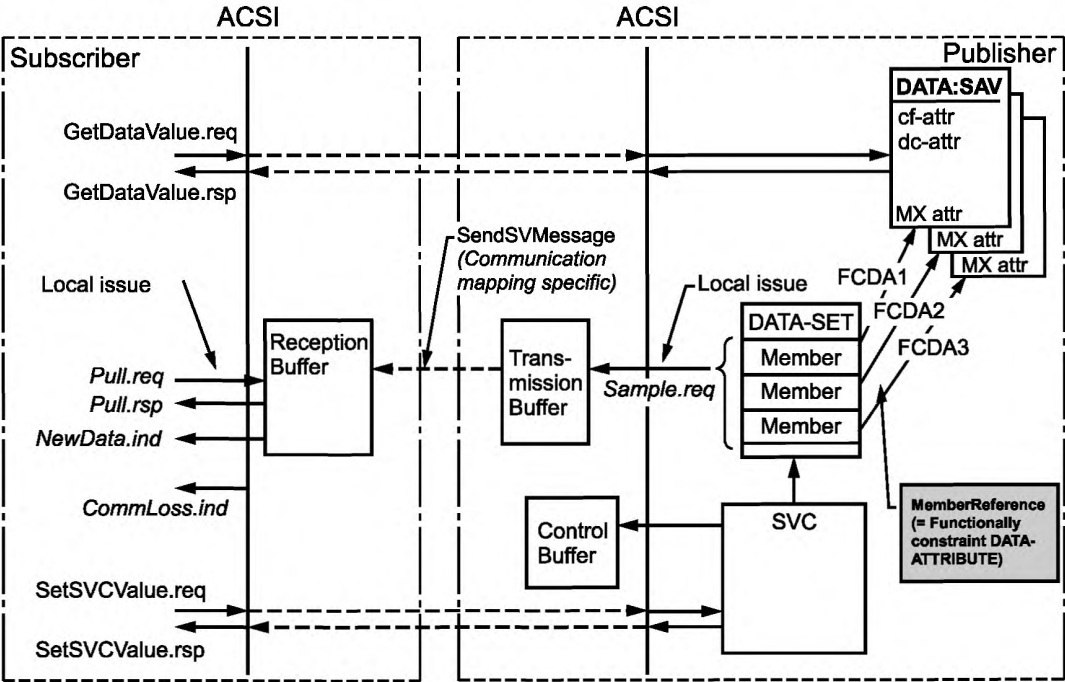 ACSI
ACSI
Subscriber
Publisher
DATA:SAV
cf-attr
dc-attr
MX attr
MX attr
MX attr
GetDataValue.req
GetDataValue.rsp
SendSVMessage
(Communication
mapping specific)
Local issue
Local issue
FCDA1
FCDA2
FCDA3
DATA-SET
Member
Member
Member
Reception
Buffer
Trans-
mission
Buffer
Sample.req
Pull.req
Pull.rsp
NewData.ind
CommLoss.ind
Control
Buffer
SVC
MemberReference
(= Functionally
constraint DATA-
ATTRIBUTE)
SetSVCValue.req
SetSVCValue.rsp